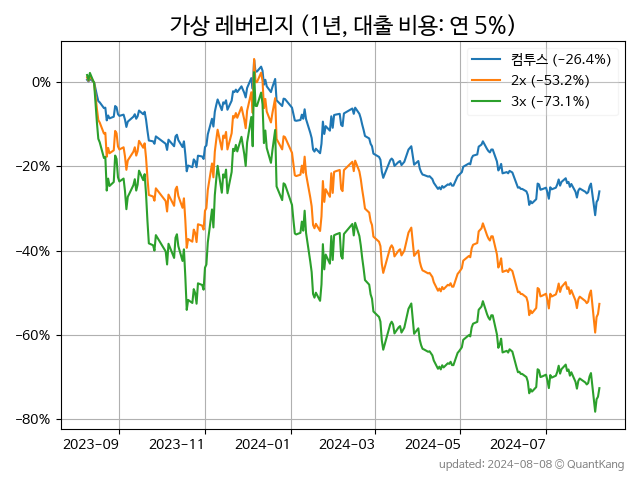 가상 레버리지 (1년, 대출 비용: 연 5%)
컴투스 (−26.4%)
2x (−53.2%)
3x (−73.1%)
0%
−20%
−40%
−60%
−80%
2023-09 2023-11 2024-01 2024-03 2024-05 2024-07
updated: 2024-08-08 © QuantKang